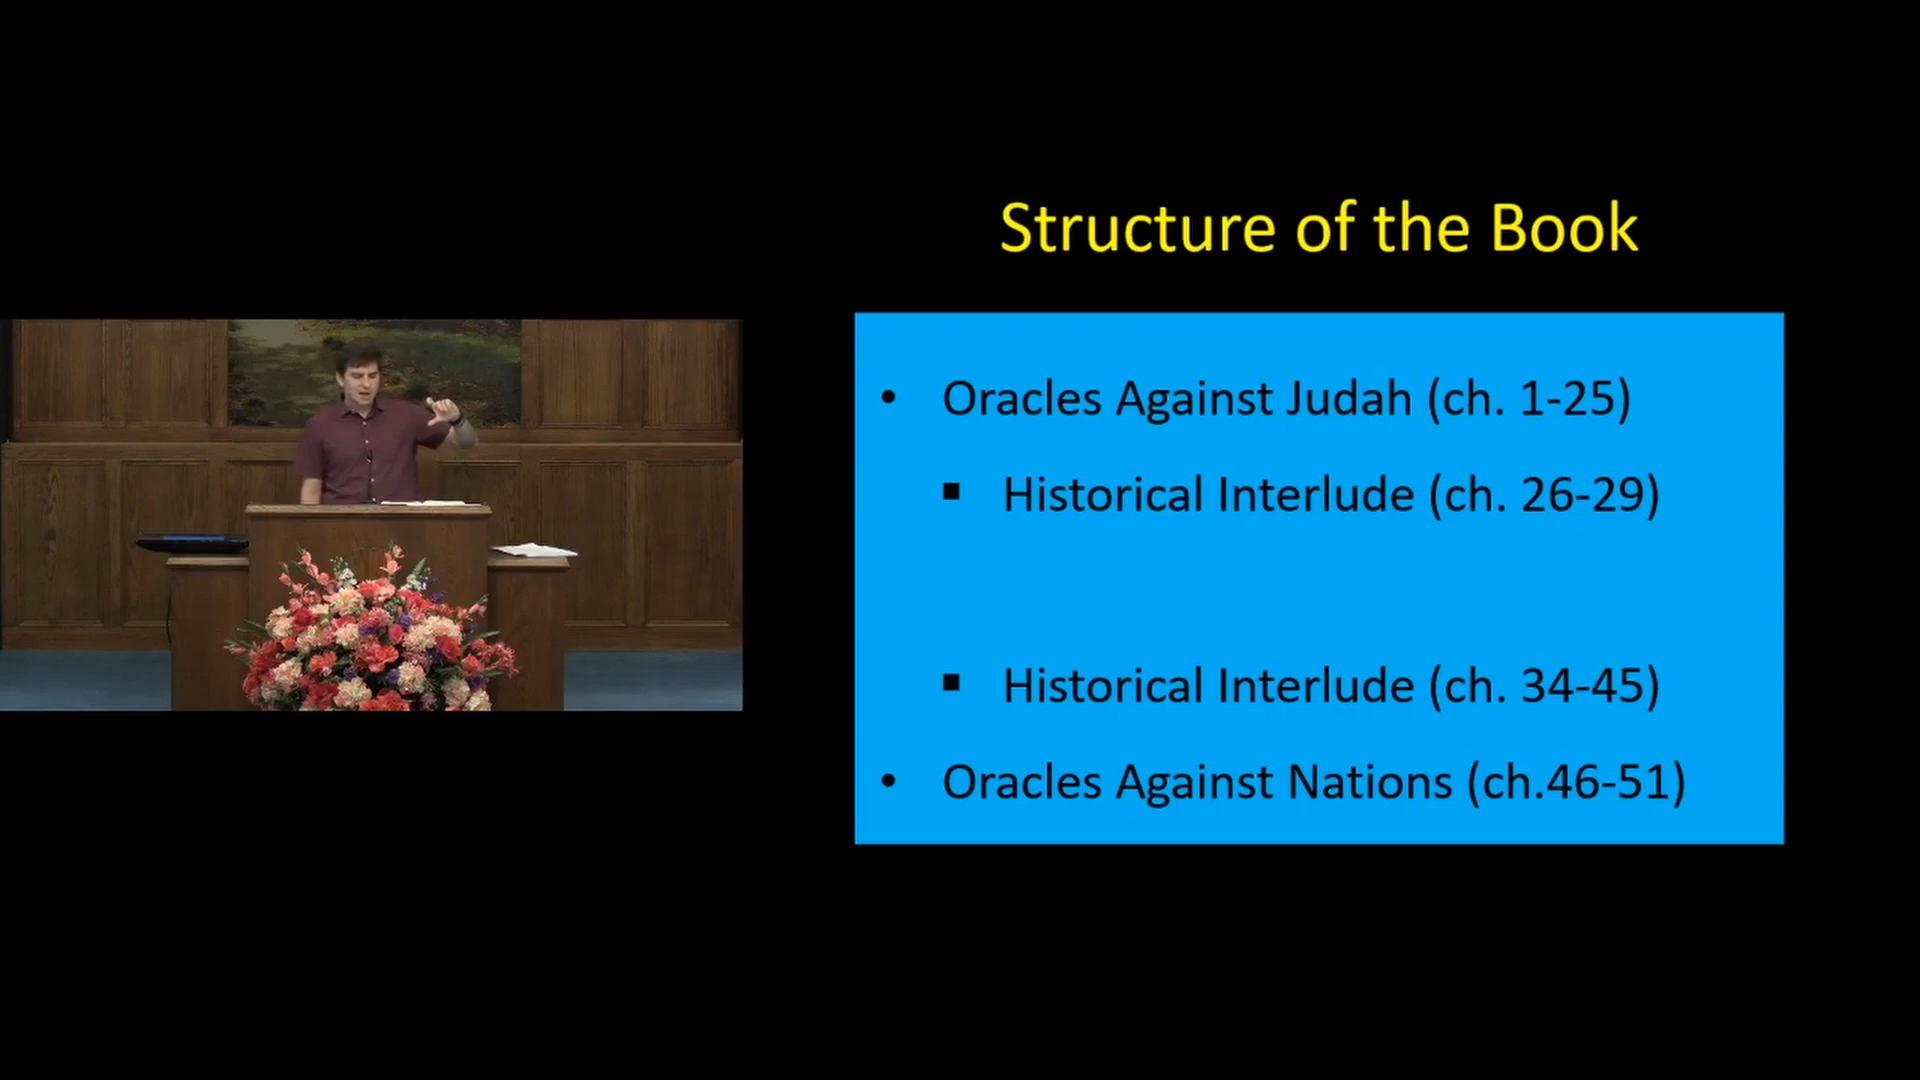 Structure of the Book
• Oracles Against Judah (ch. 1-25)
▪ Historical Interlude (ch. 26-29)
▪ Historical Interlude (ch. 34-45)
• Oracles Against Nations (ch.46-51)